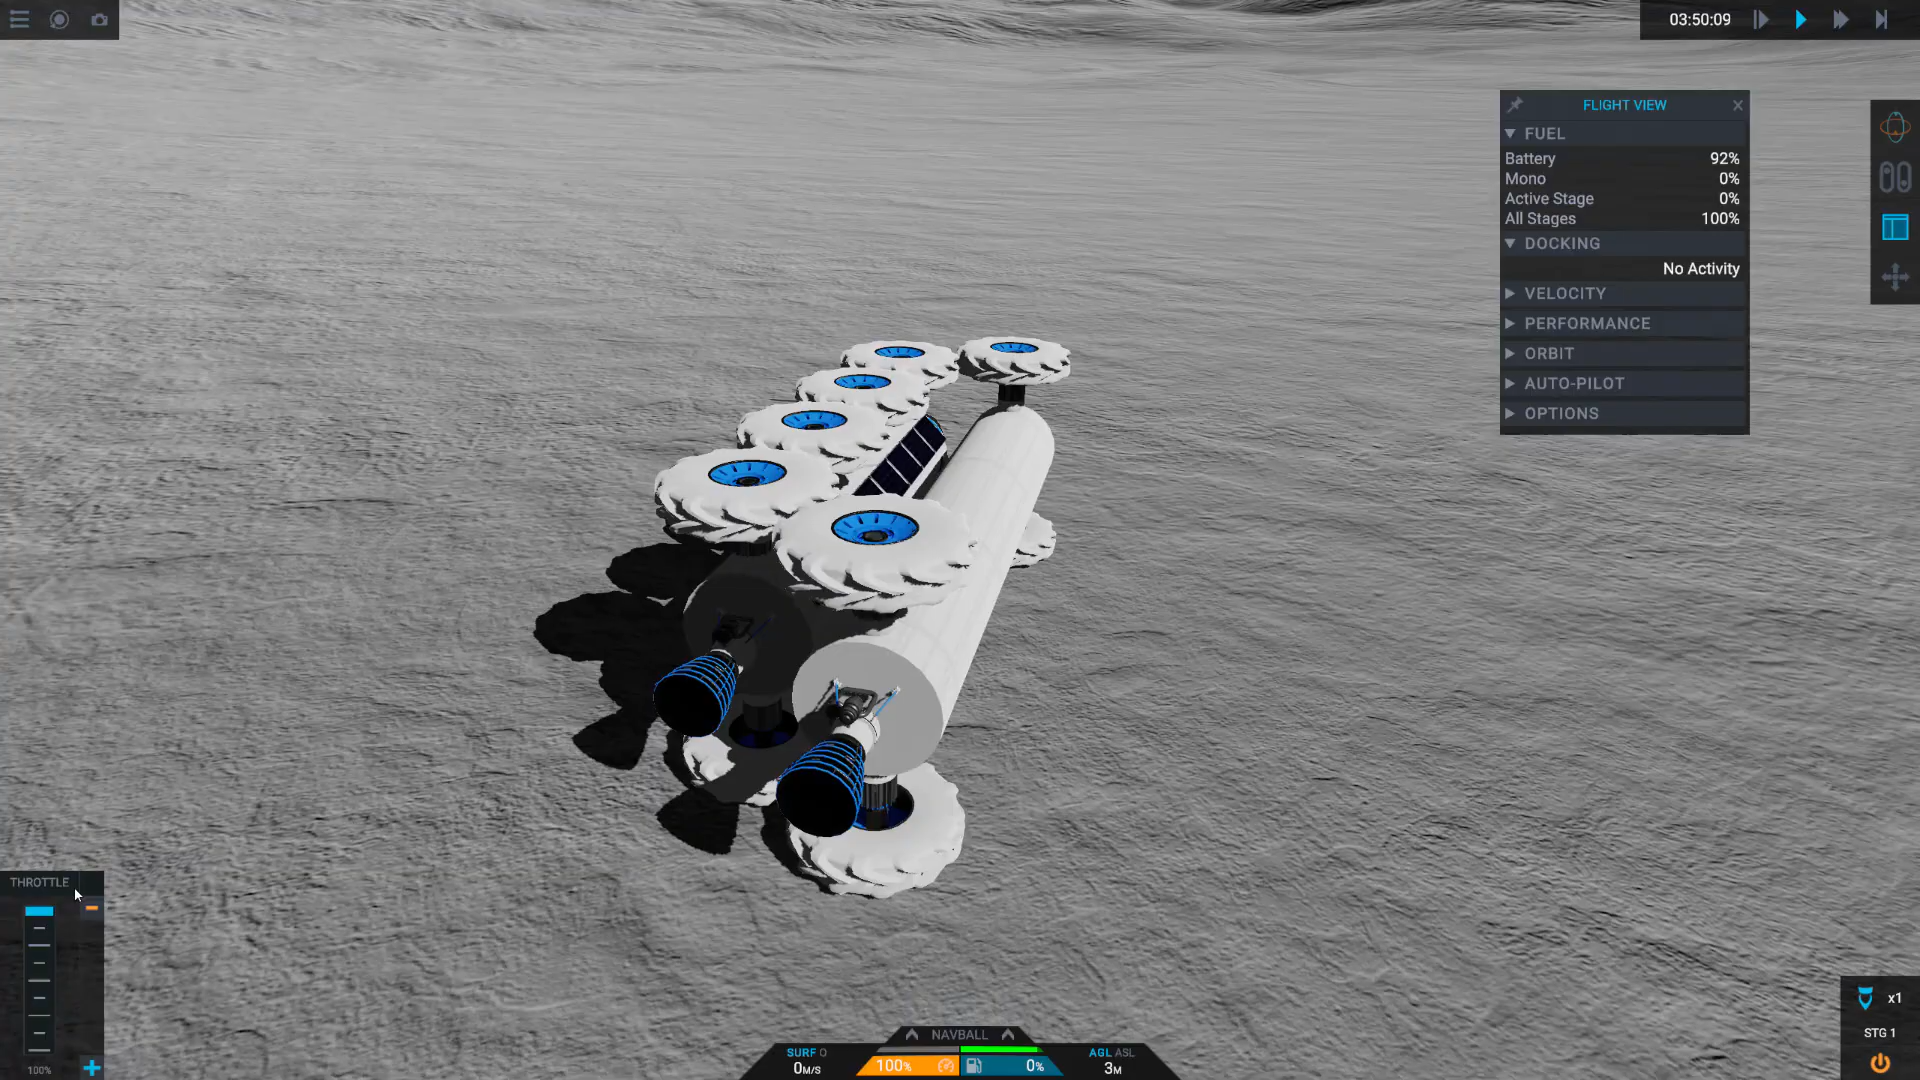 03:50:09
FLIGHT VIEW
FUEL
Battery 92%
Mono 0%
Active Stage 0%
All Stages 100%
DOCKING
No Activity
VELOCITY
PERFORMANCE
ORBIT
AUTO-PILOT
OPTIONS
THROTTLE
100%
NAVBALL
SURF O
0M/S
100%
0%
AGL ASL
3M
x1
STG 1